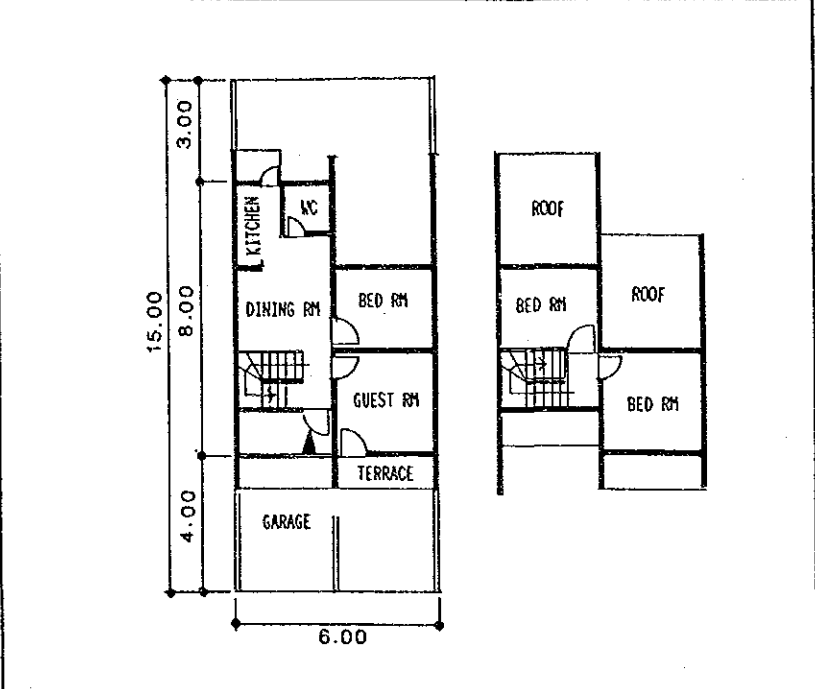 3.00
15.00
8.00
4.00
6.00
KITCHEN
WC
DINING RM
BED RM
GUEST RM
TERRACE
GARAGE
ROOF
BED RM
ROOF
BED RM